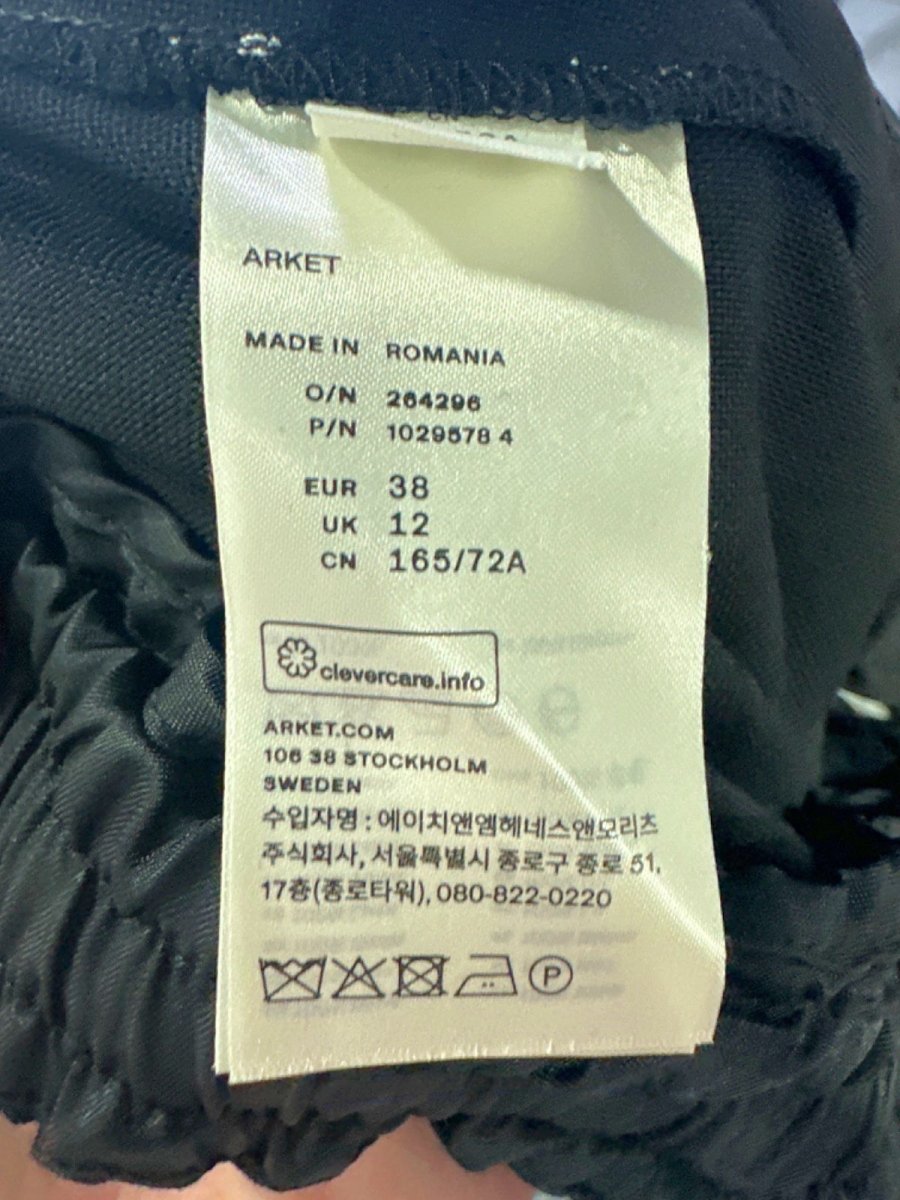 ARKET
MADE IN ROMANIA
O/N 264296
P/N 1029578 4
EUR 38
UK 12
CN 165/72A
clevercare.info
ARKET.COM
106 38 STOCKHOLM
SWEDEN
수입자명 : 에이치앤엠헤네스앤모리츠
주식회사, 서울특별시 종로구 종로 51,
17층(종로타워), 080-822-0220
P